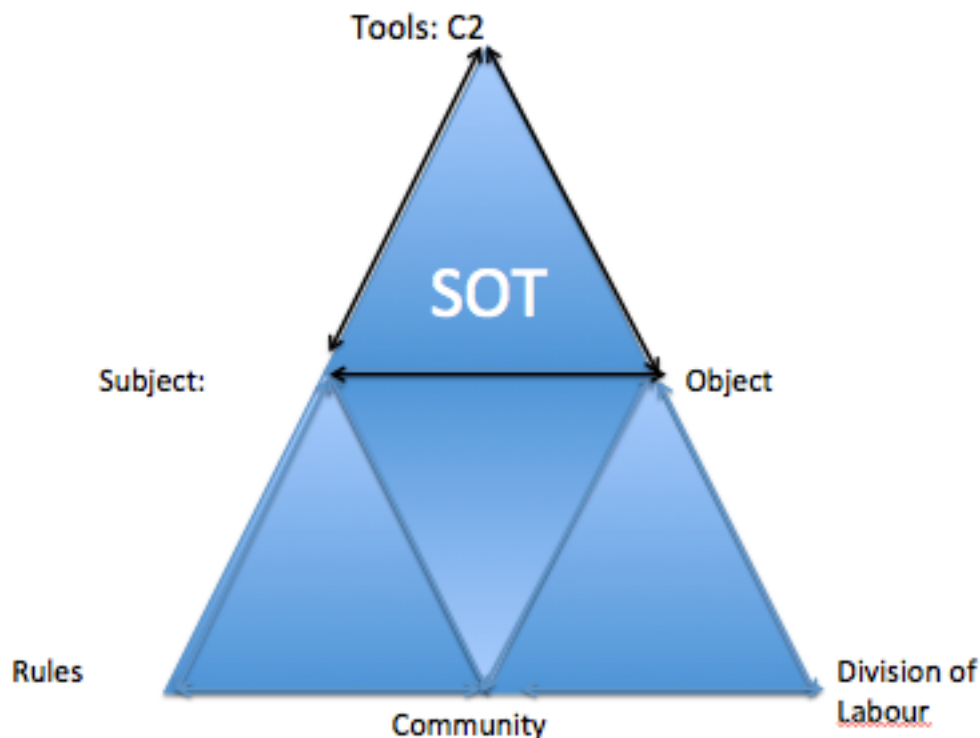 Tools: C2
SOT
Subject:
Object
Rules
Division of
Labour
Community